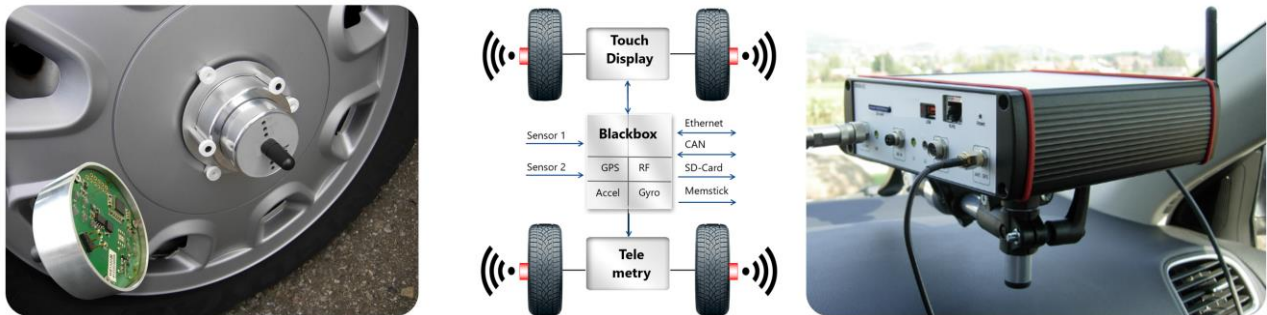 Touch
Display
Sensor 1
Sensor 2
Blackbox
GPS
RF
Accel
Gyro
Ethernet
CAN
SD-Card
Memstick
Tele
metry